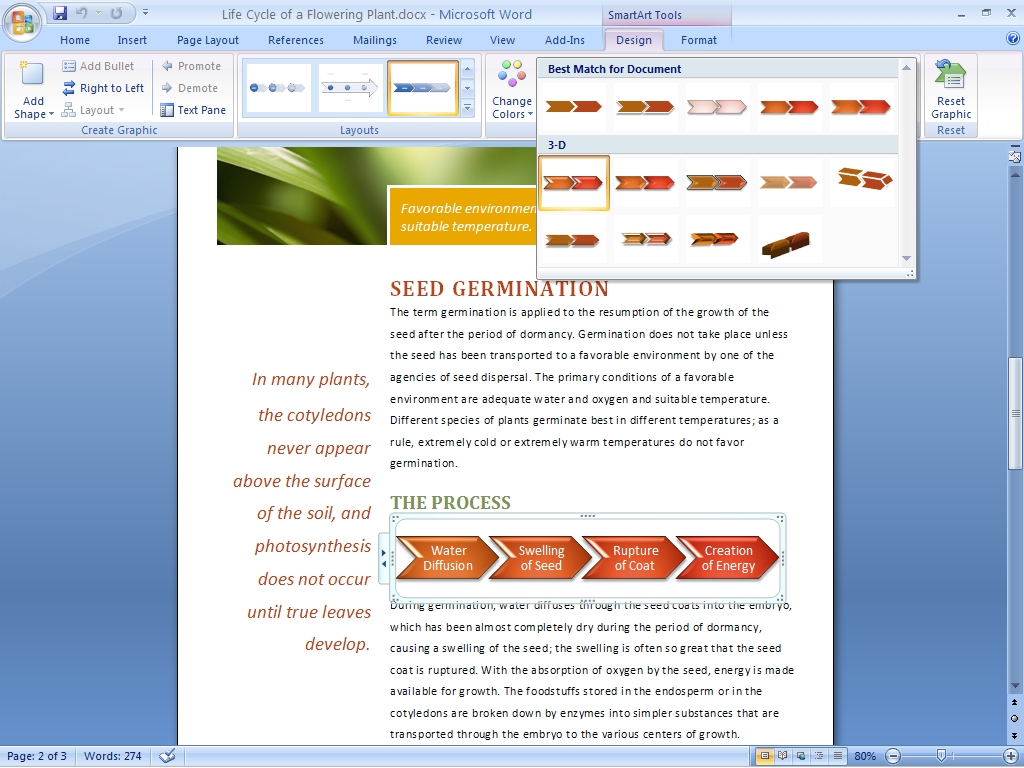 Life Cycle of a Flowering Plant.docx - Microsoft Word
SmartArt Tools
Home
Insert
Page Layout
References
Mailings
Review
View
Add-Ins
Design
Format
Add Shape
Add Bullet
Right to Left
Layout
Promote
Demote
Text Pane
Create Graphic
Layouts
Change Colors
Best Match for Document
3-D
Reset Graphic
Reset
Favorable environmen
suitable temperature.
SEED GERMINATION
The term germination is applied to the resumption of the growth of the
seed after the period of dormancy. Germination does not take place unless
the seed has been transported to a favorable environment by one of the
agencies of seed dispersal. The primary conditions of a favorable
environment are adequate water and oxygen and suitable temperature.
Different species of plants germinate best in different temperatures; as a
rule, extremely cold or extremely warm temperatures do not favor
germination.
In many plants,
the cotyledons
never appear
above the surface
of the soil, and
photosynthesis
does not occur
until true leaves
develop.
THE PROCESS
Water
Diffusion
Swelling
of Seed
Rupture
of Coat
Creation
of Energy
During germination, water diffuses through the seed coats into the embryo,
which has been almost completely dry during the period of dormancy,
causing a swelling of the seed; the swelling is often so great that the seed
coat is ruptured. With the absorption of oxygen by the seed, energy is made
available for growth. The foodstuffs stored in the endosperm or in the
cotyledons are broken down by enzymes into simpler substances that are
transported through the embryo to the various centers of growth.
Page: 2 of 3
Words: 274
80%